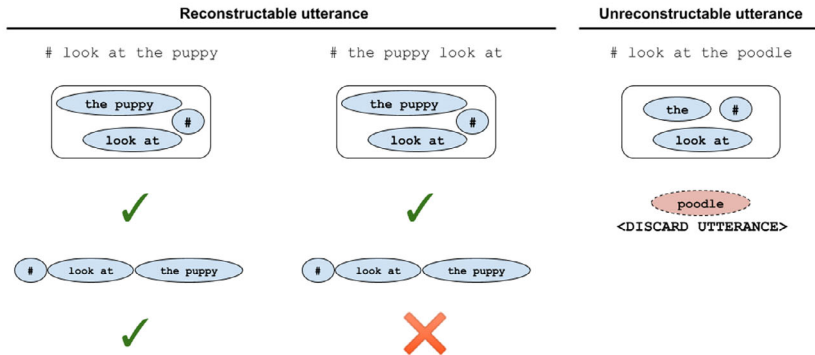 Reconstructable utterance
Unreconstructable utterance
# look at the puppy
# the puppy look at
# look at the poodle
the puppy
#
look at
the puppy
#
look at
the
#
look at
poodle
<DISCARD UTTERANCE>
# look at the puppy
# look at the puppy